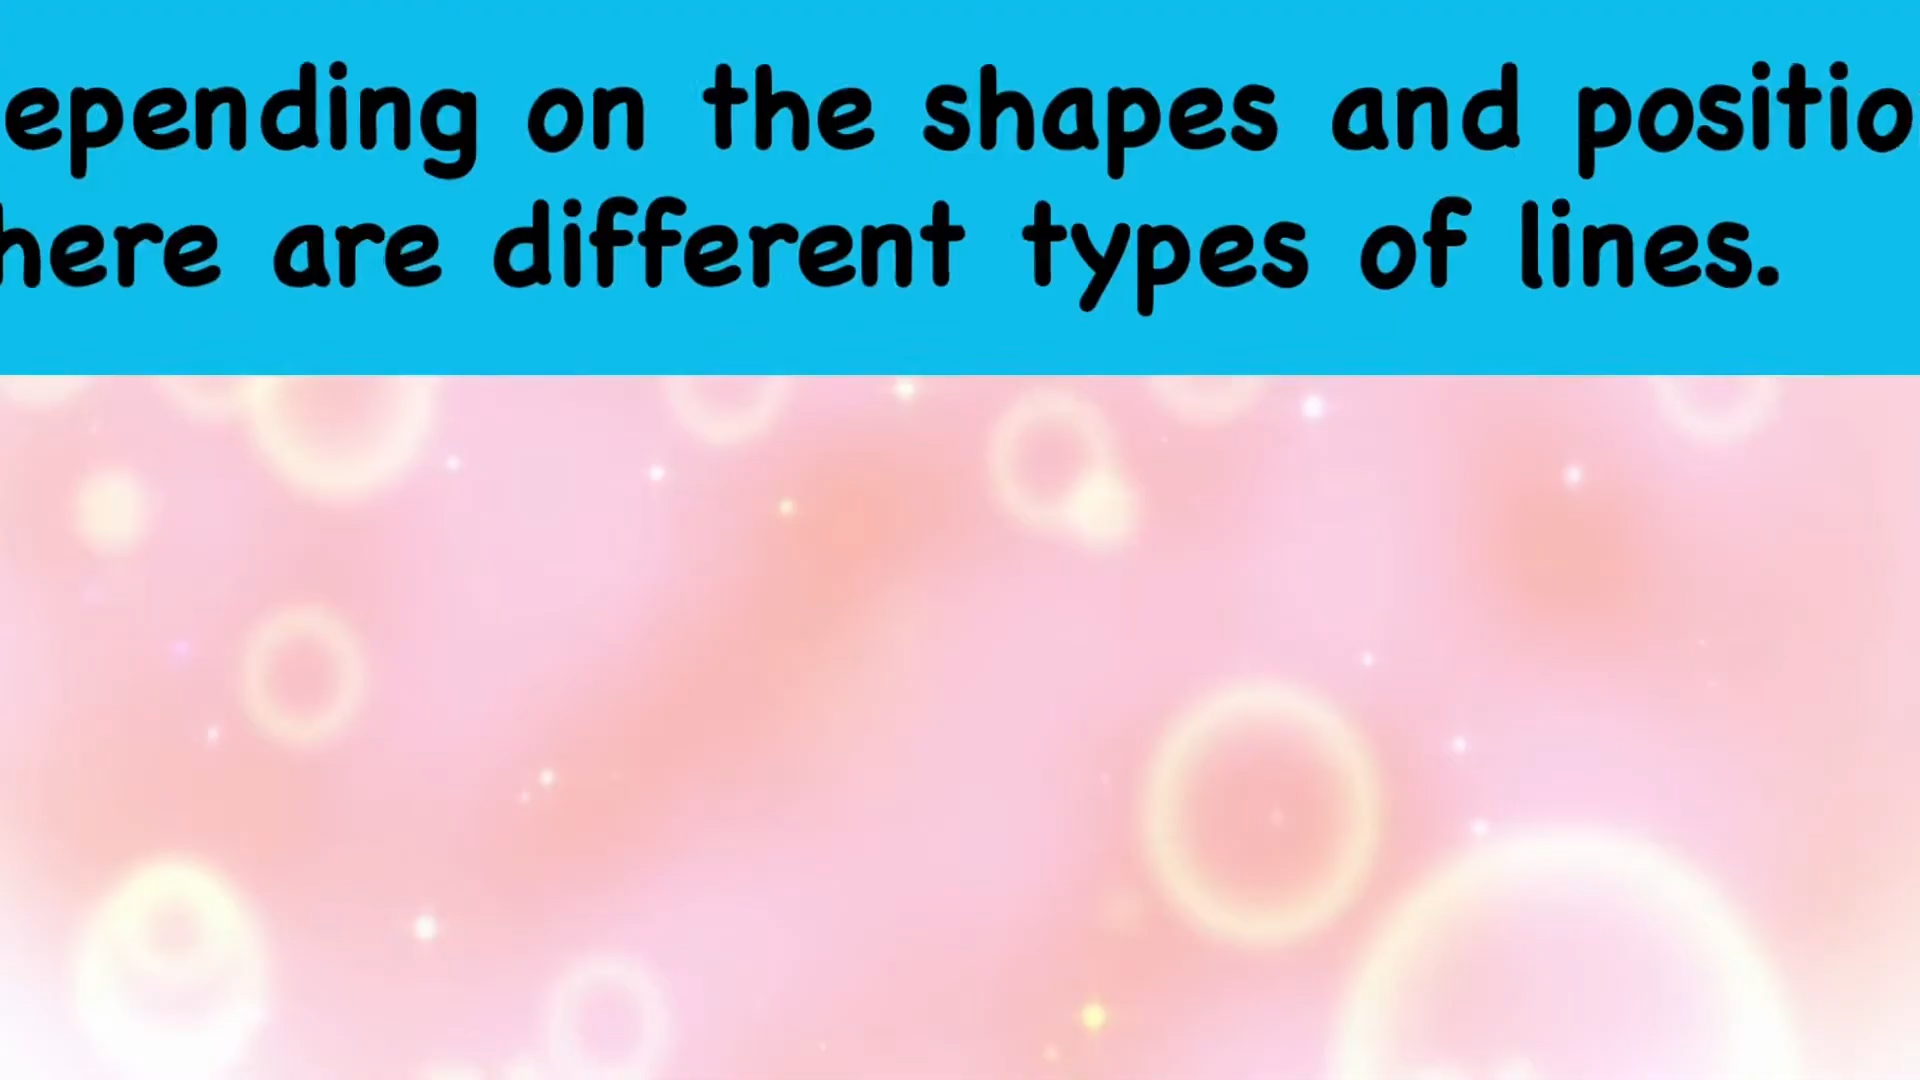 epending on the shapes and positio
here are different types of lines.